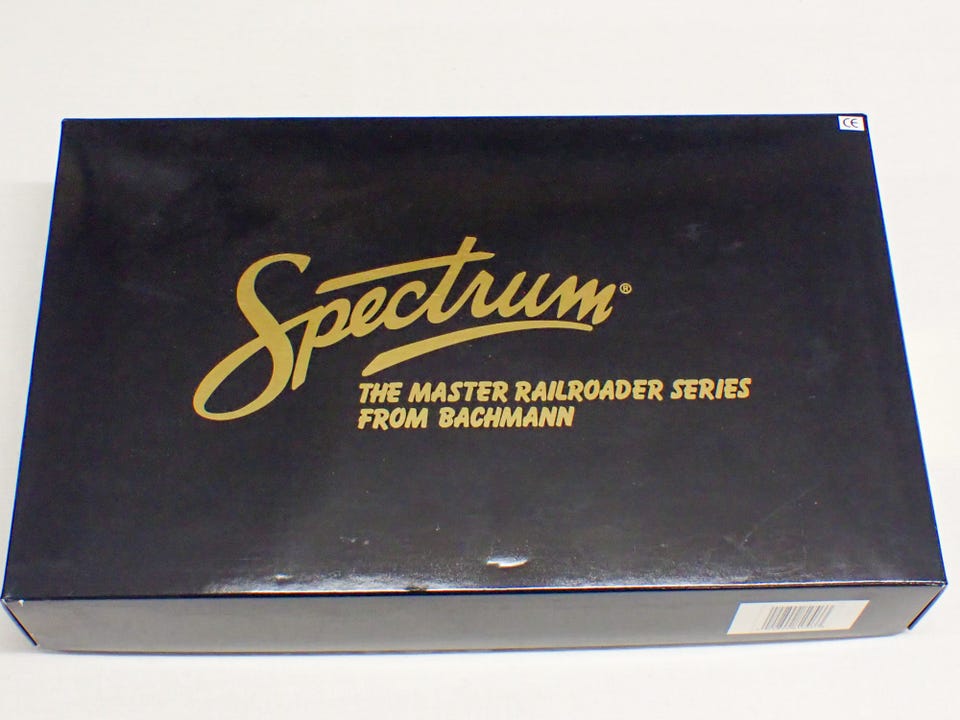 CE
Spectrum®
THE MASTER RAILROADER SERIES
FROM BACHMANN